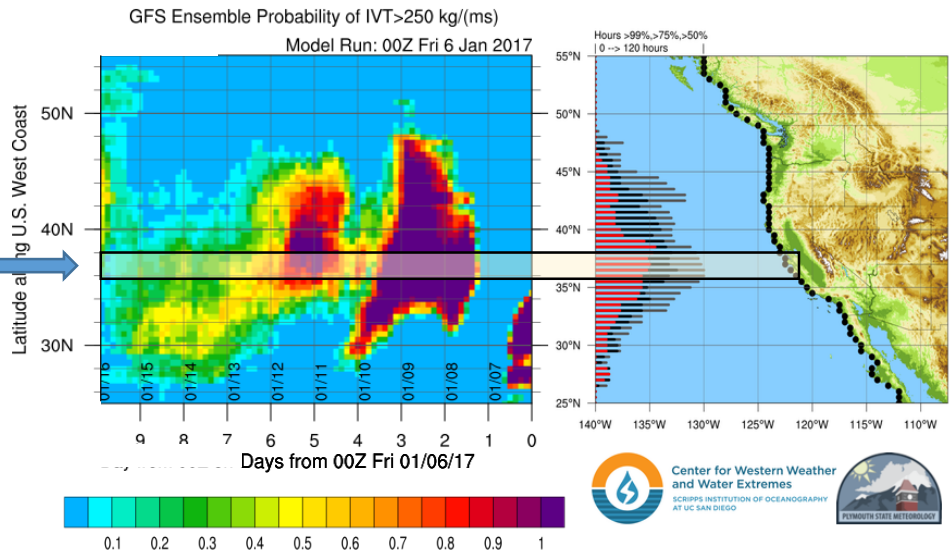 GFS Ensemble Probability of IVT>250 kg/(ms)
Model Run: 00Z Fri 6 Jan 2017
Hours >99%,>75%,>50%
0 --> 120 hours
Latitude along U.S. West Coast
50N
40N
30N
01/16
01/15
01/14
01/13
01/12
01/11
01/10
01/09
01/08
01/07
9 8 7 6 5 4 3 2 1 0
Days from 00Z Fri 01/06/17
55°N
50°N
45°N
40°N
35°N
30°N
25°N
140°W 135°W 130°W 125°W 120°W 115°W 110°W
0.1 0.2 0.3 0.4 0.5 0.6 0.7 0.8 0.9 1
Center for Western Weather
and Water Extremes
SCRIPPS INSTITUTION OF OCEANOGRAPHY
AT UC SAN DIEGO
PLYMOUTH STATE METEOROLOGY